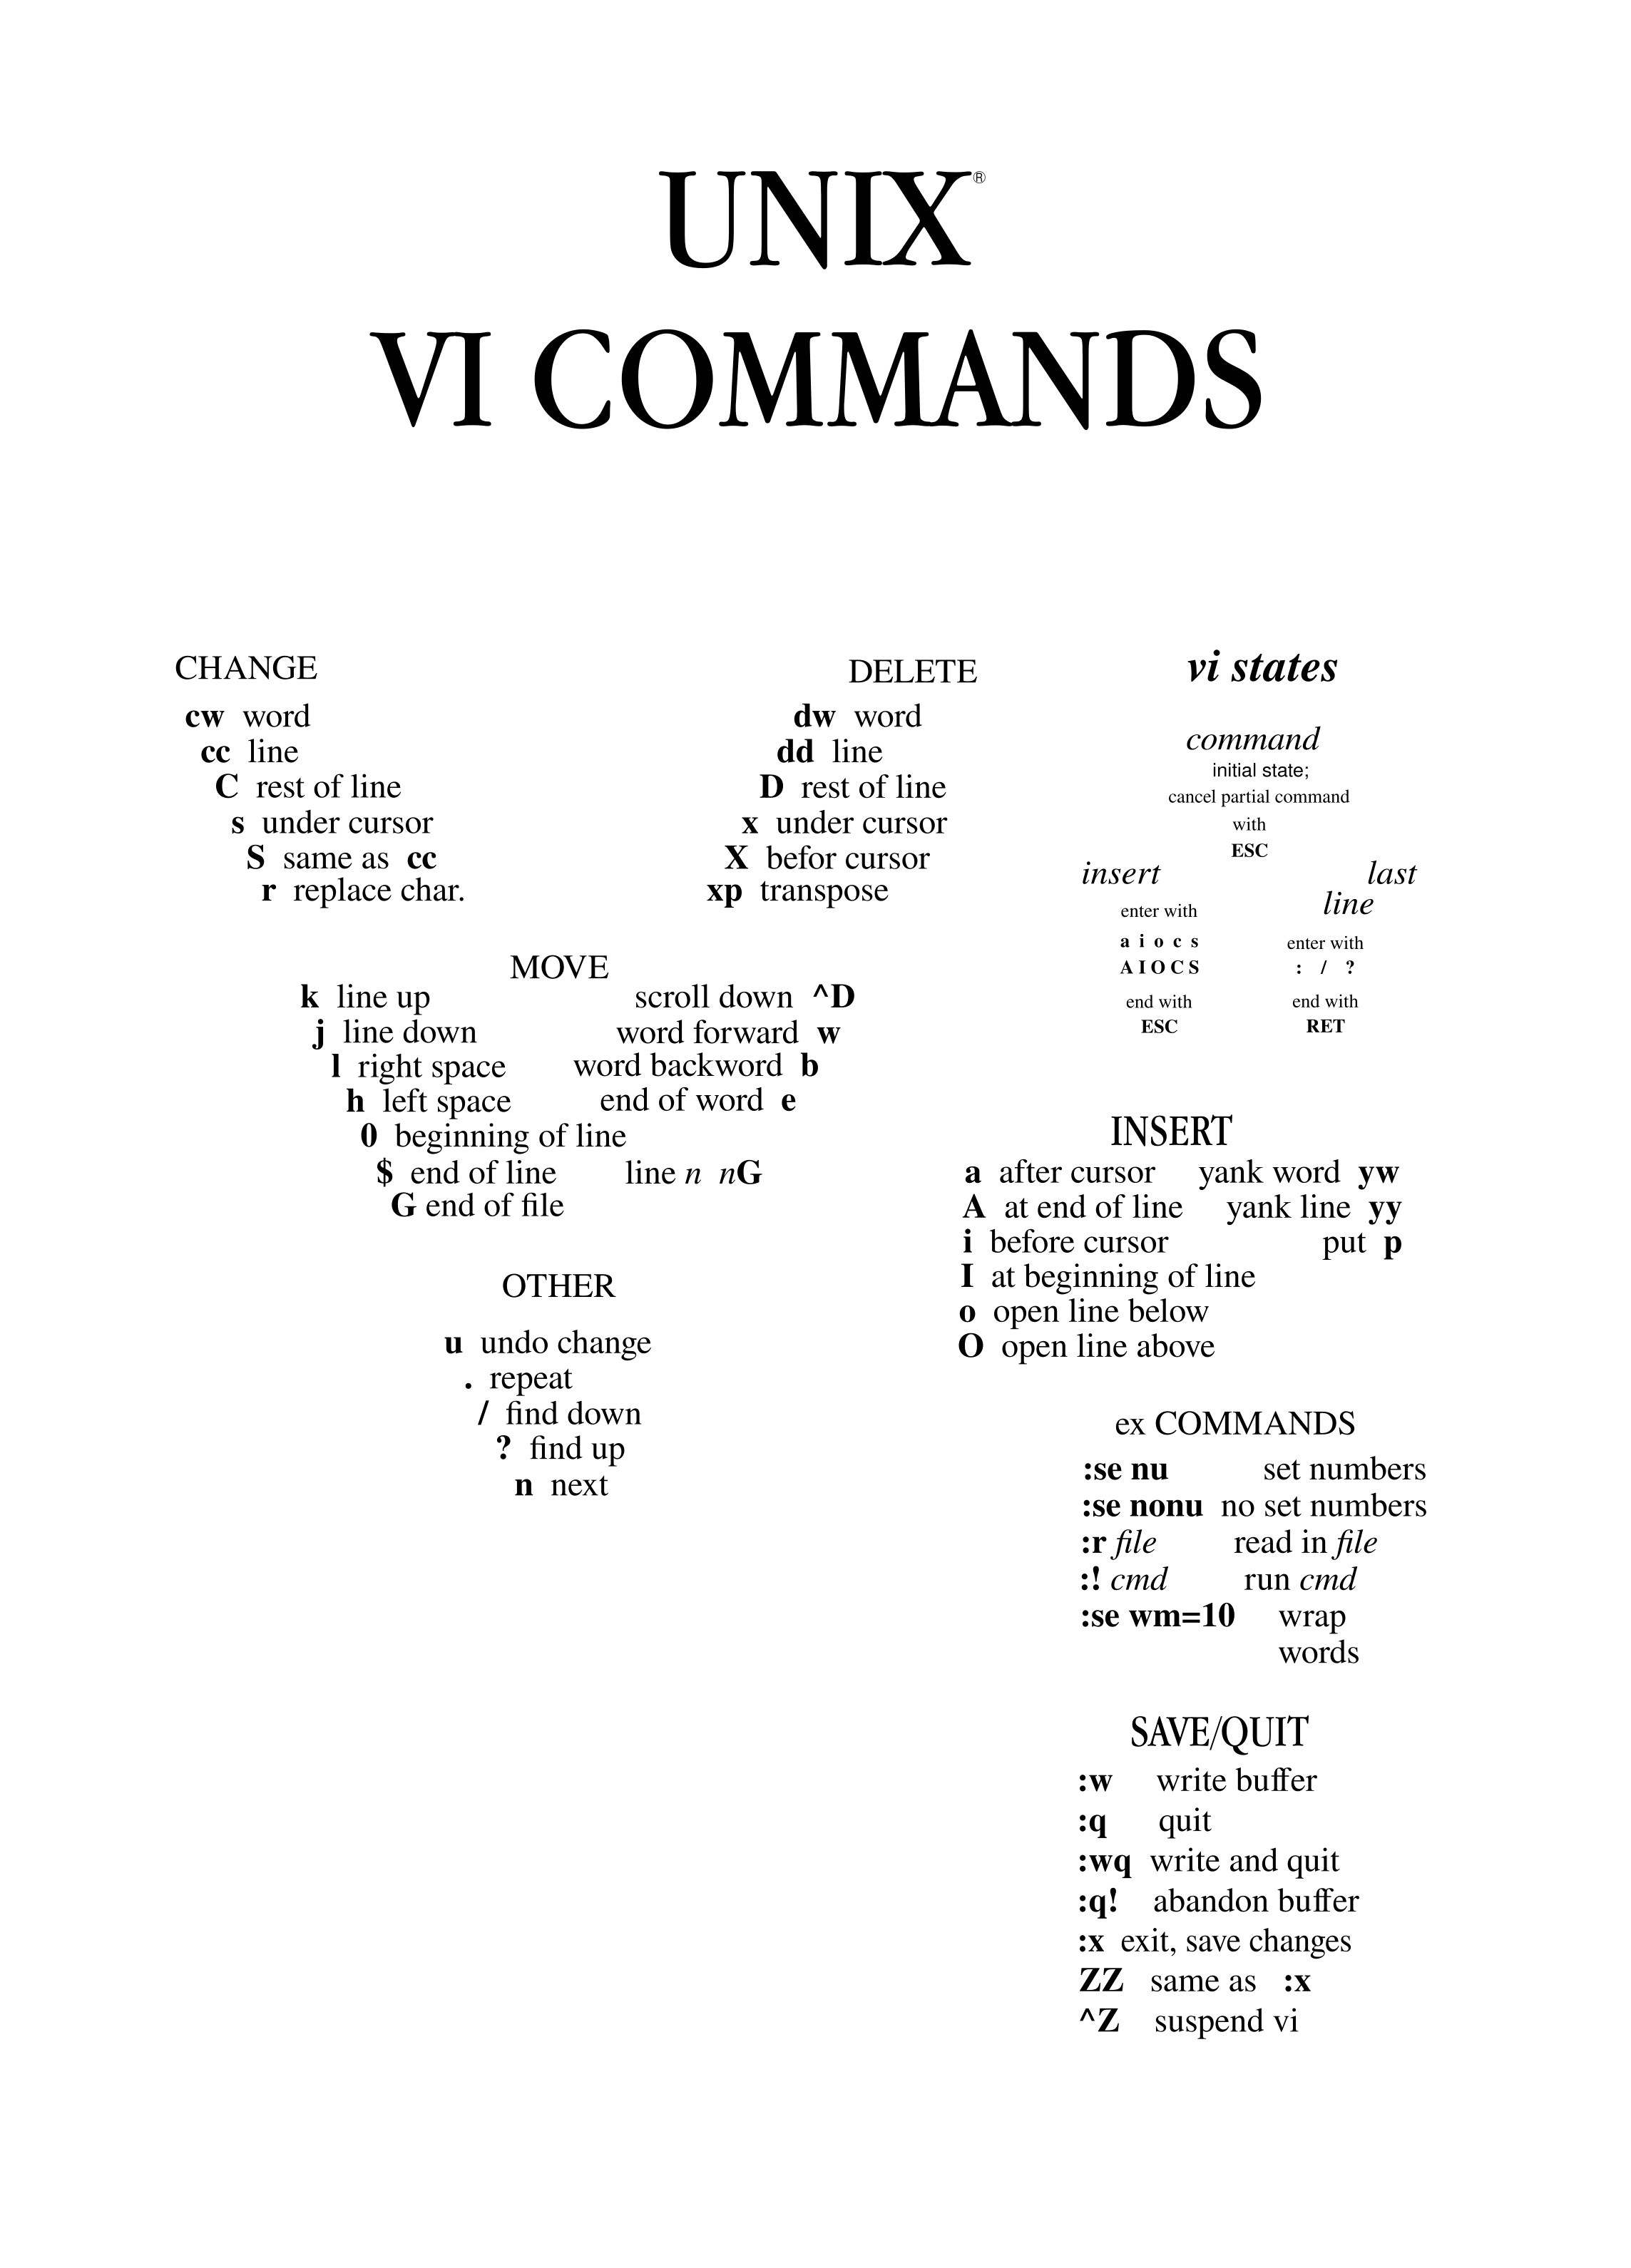 UNIX®
VI COMMANDS
CHANGE
cw word
cc line
C rest of line
s under cursor
S same as cc
r replace char.
DELETE
dw word
dd line
D rest of line
x under cursor
X befor cursor
xp transpose
MOVE
k line up
j line down
l right space
h left space
0 beginning of line
$ end of line
G end of file
scroll down ^D
word forward w
word backword b
end of word e
line n nG
OTHER
u undo change
. repeat
/ find down
? find up
n next
vi states
command
initial state;
cancel partial command
with
ESC
insert
enter with
a i o c s
A I O C S
end with
ESC
last
line
enter with
: / ?
end with
RET
INSERT
a after cursor
A at end of line
i before cursor
I at beginning of line
o open line below
O open line above
yank word yw
yank line yy
put p
ex COMMANDS
:se nu set numbers
:se nonu no set numbers
:r file read in file
:! cmd run cmd
:se wm=10 wrap
words
SAVE/QUIT
:w write buffer
:q quit
:wq write and quit
:q! abandon buffer
:x exit, save changes
ZZ same as :x
^Z suspend vi